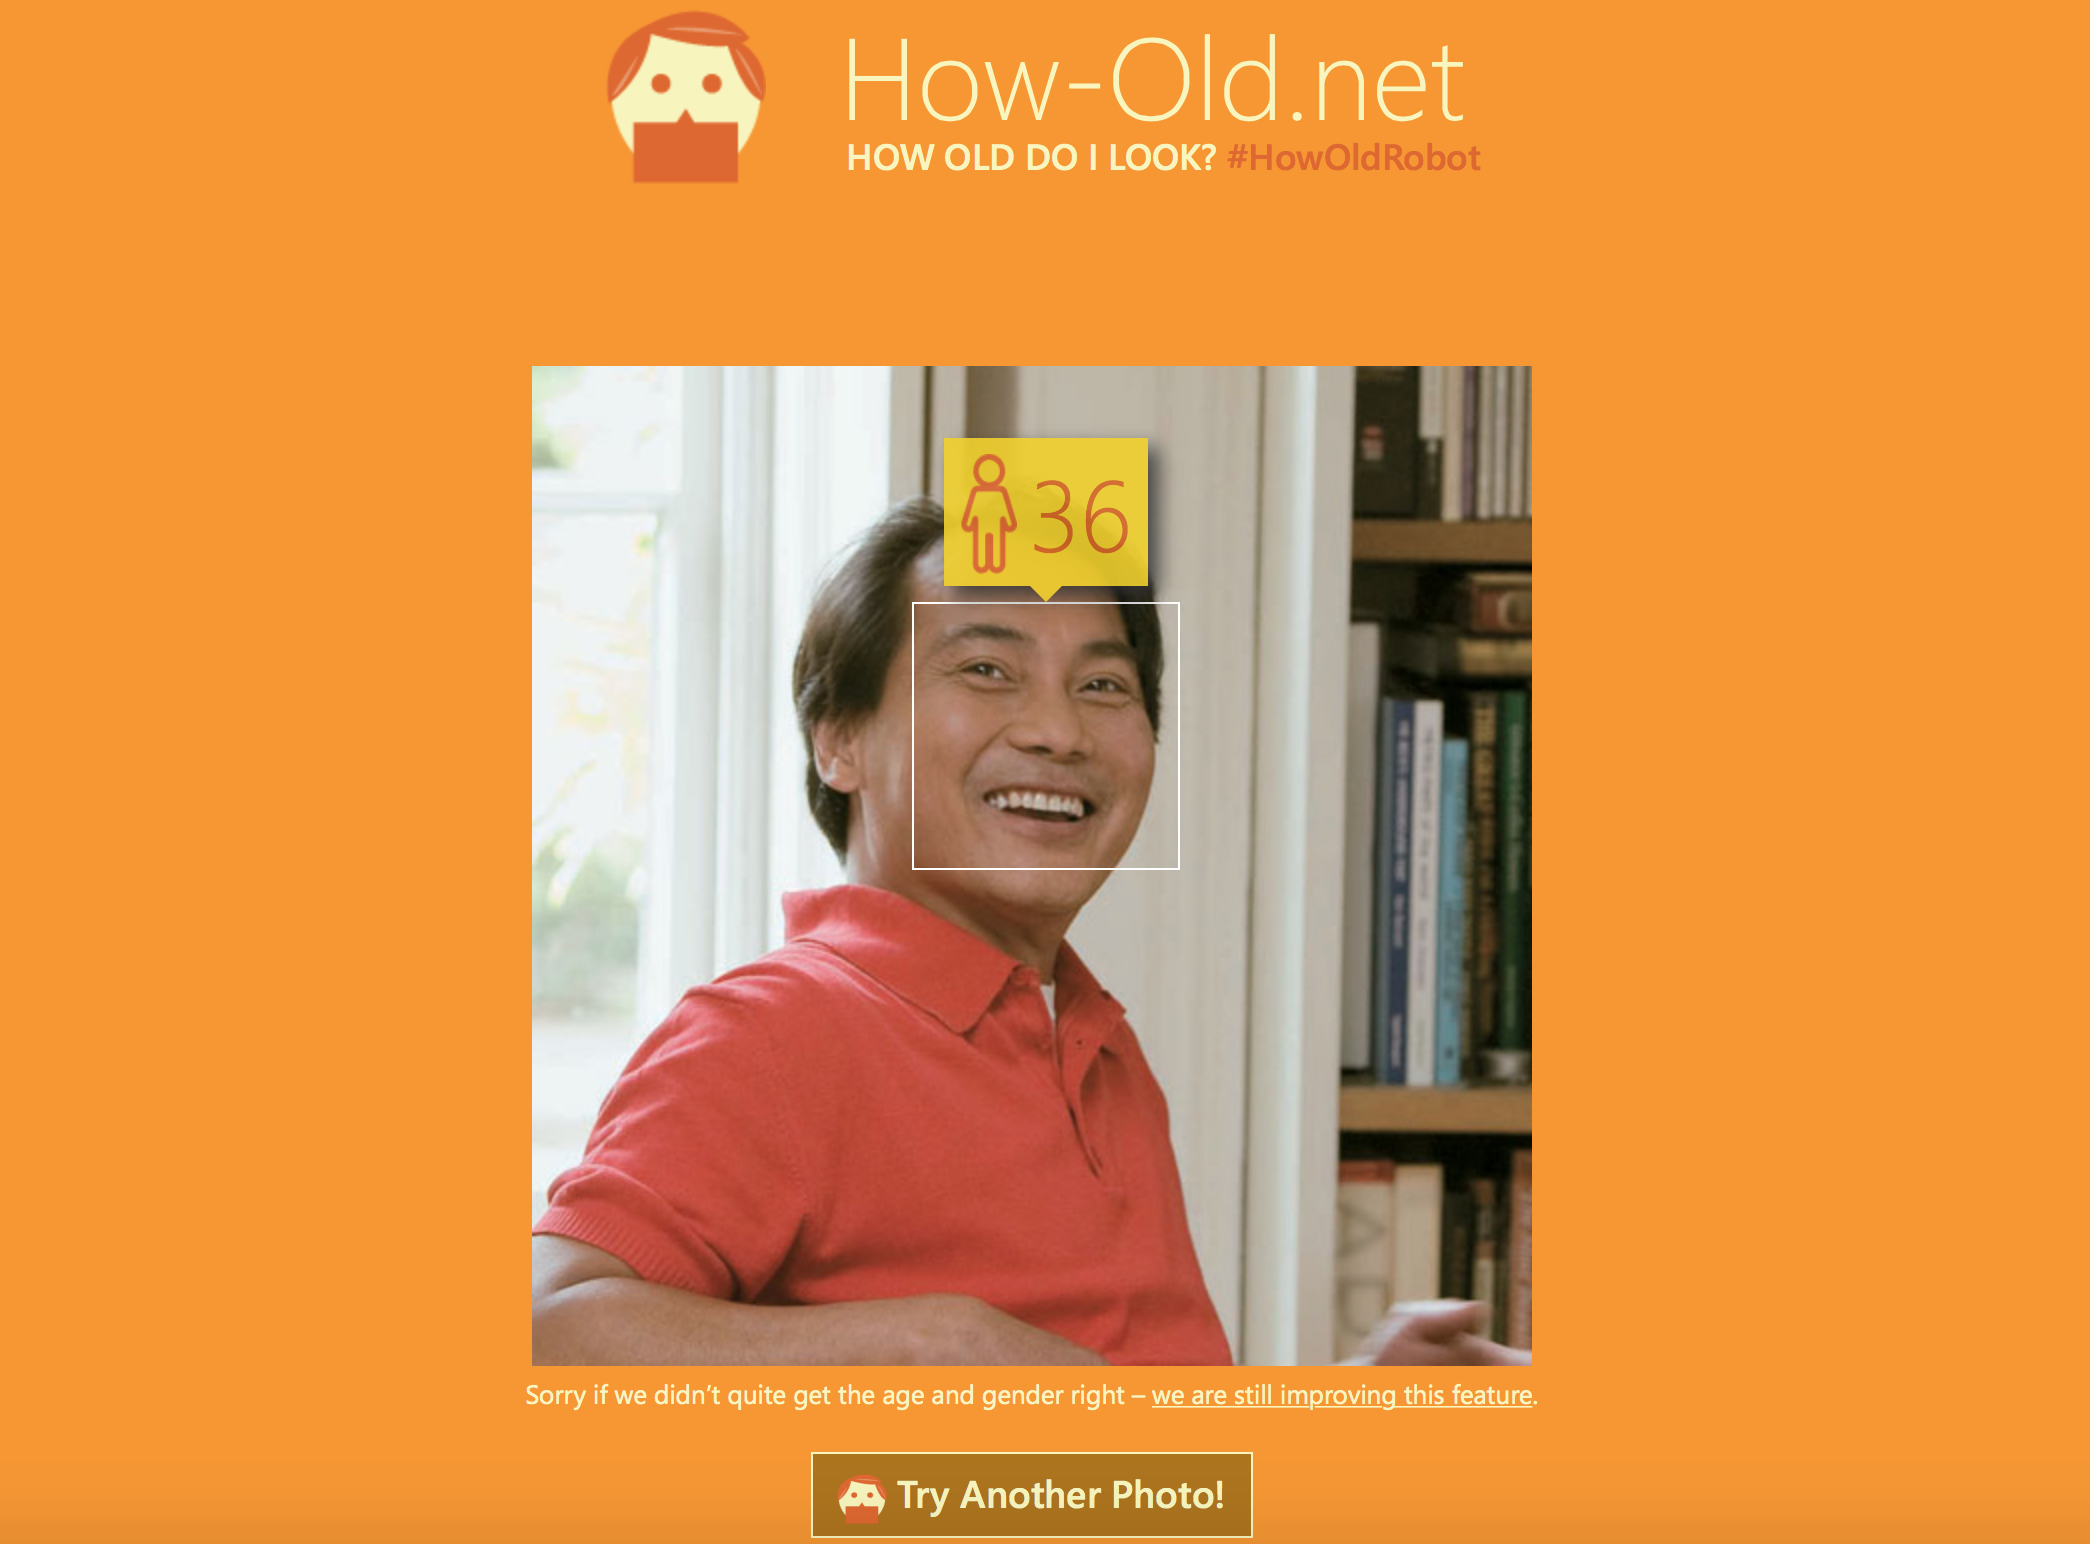 How-Old.net
HOW OLD DO I LOOK? #HowOldRobot
36
Sorry if we didn't quite get the age and gender right – we are still improving this feature.
Try Another Photo!